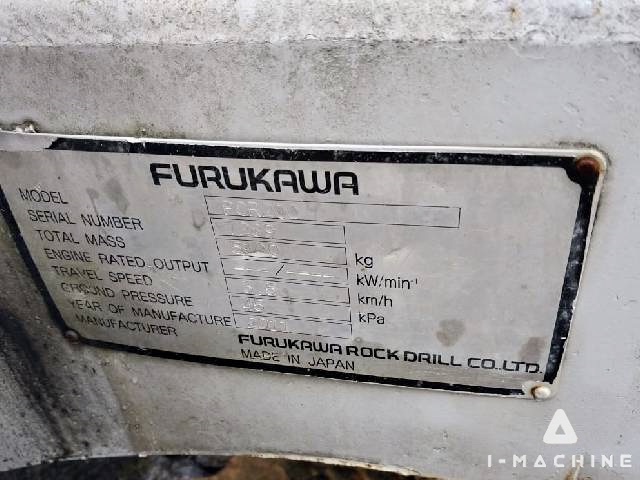 FURUKAWA
MODEL
SERIAL NUMBER
TOTAL MASS kg
ENGINE RATED OUTPUT kW/min⁻¹
TRAVEL SPEED km/h
GROUND PRESSURE kPa
YEAR OF MANUFACTURE
MANUFACTURER FURUKAWA ROCK DRILL CO.,LTD.
MADE IN JAPAN
I-MACHINE